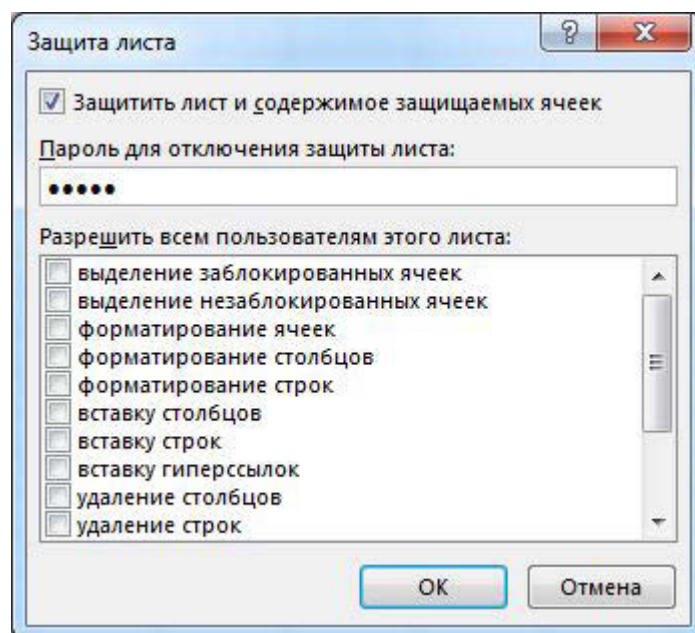 Защита листа
Защитить лист и содержимое защищаемых ячеек
Пароль для отключения защиты листа:
•••••
Разрешить всем пользователям этого листа:
выделение заблокированных ячеек
выделение незаблокированных ячеек
форматирование ячеек
форматирование столбцов
форматирование строк
вставку столбцов
вставку строк
вставку гиперссылок
удаление столбцов
удаление строк
ОК Отмена